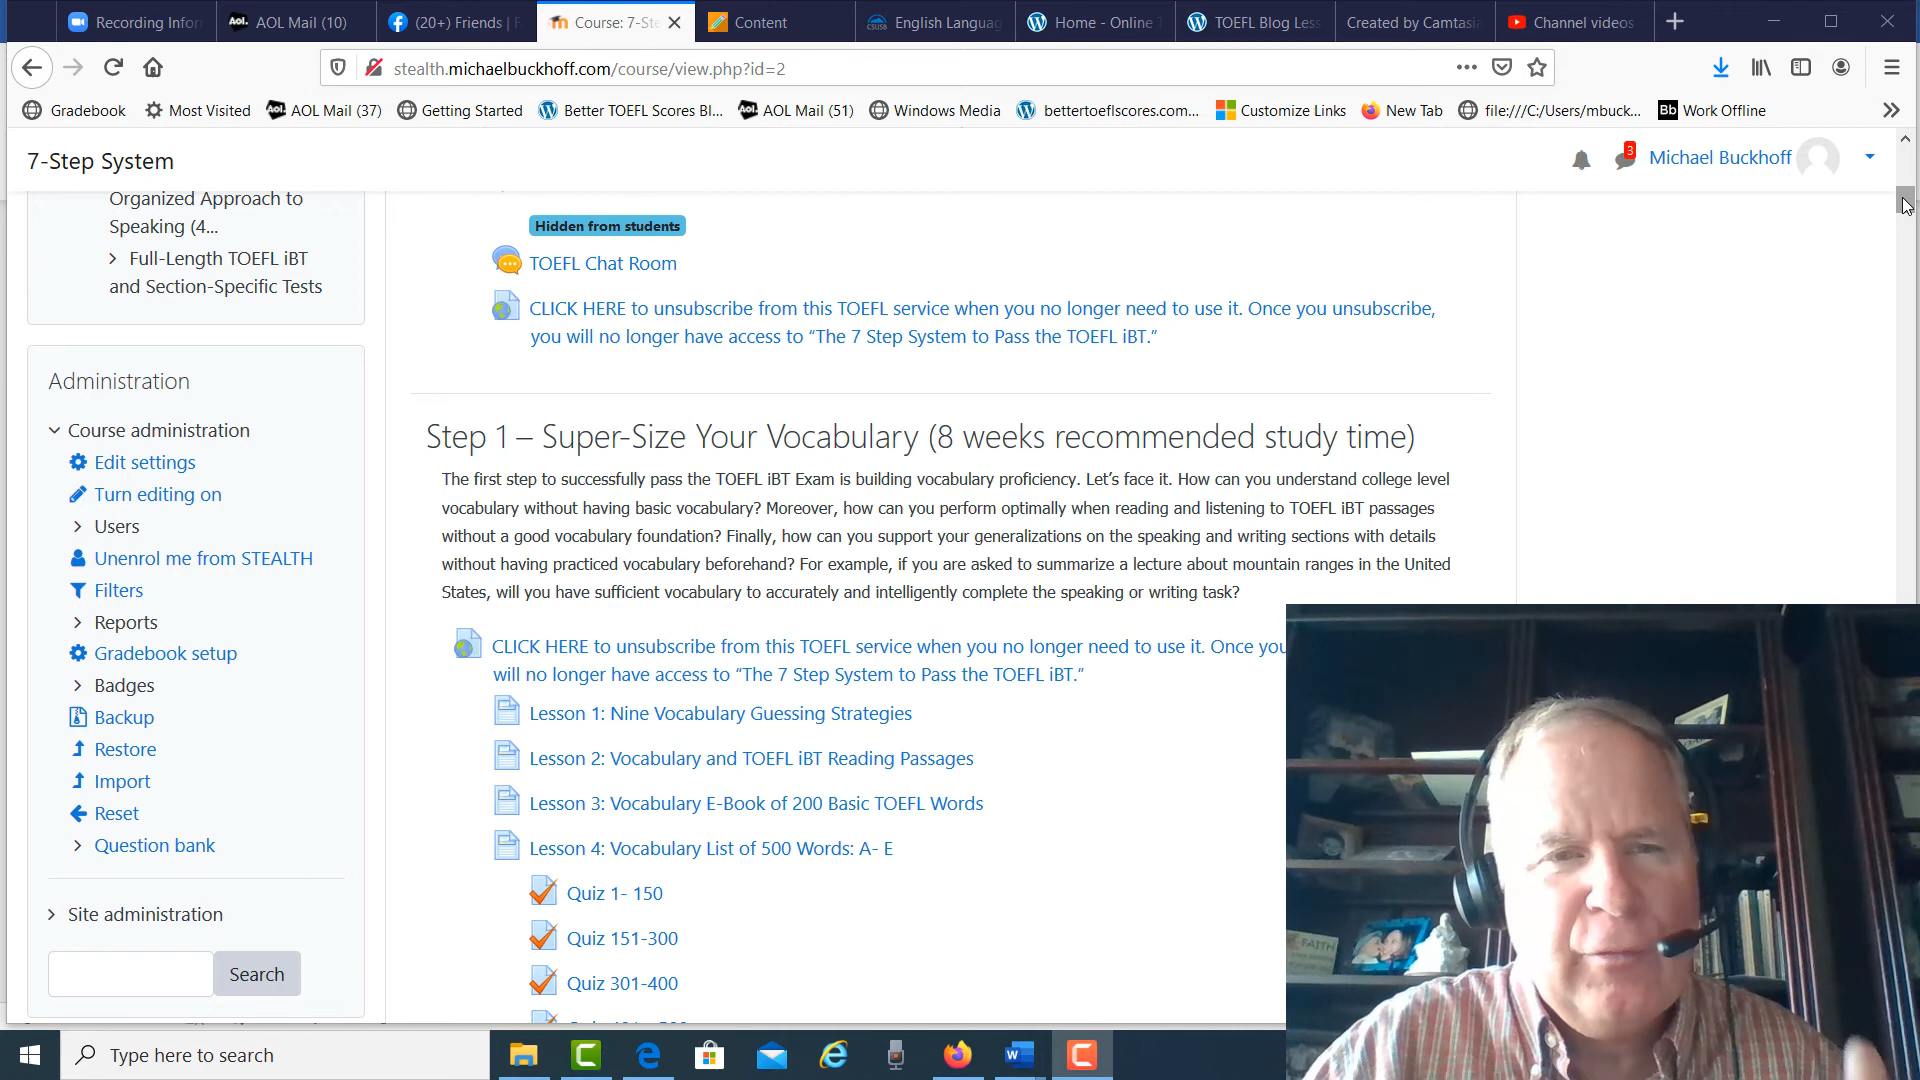 Recording Infor
AOL Mail (10)
(20+) Friends | F
Course: 7-Ste
Content
English Languag
Home - Online T
TOEFL Blog Less
Created by Camtasia
Channel videos
stealth.michaelbuckhoff.com/course/view.php?id=2
Gradebook
Most Visited
AOL Mail (37)
Getting Started
Better TOEFL Scores Bl...
AOL Mail (51)
Windows Media
bettertoeflscores.com...
Customize Links
New Tab
file:///C:/Users/mbuck...
Bb Work Offline
7-Step System
3
Michael Buckhoff
Organized Approach to
Speaking (4...
Full-Length TOEFL iBT
and Section-Specific Tests
Administration
Course administration
Edit settings
Turn editing on
Users
Unenrol me from STEALTH
Filters
Reports
Gradebook setup
Badges
Backup
Restore
Import
Reset
Question bank
Site administration
Search
Hidden from students
TOEFL Chat Room
CLICK HERE to unsubscribe from this TOEFL service when you no longer need to use it. Once you unsubscribe,
you will no longer have access to “The 7 Step System to Pass the TOEFL iBT.”
Step 1 – Super-Size Your Vocabulary (8 weeks recommended study time)
The first step to successfully pass the TOEFL iBT Exam is building vocabulary proficiency. Let’s face it. How can you understand college level
vocabulary without having basic vocabulary? Moreover, how can you perform optimally when reading and listening to TOEFL iBT passages
without a good vocabulary foundation? Finally, how can you support your generalizations on the speaking and writing sections with details
without having practiced vocabulary beforehand? For example, if you are asked to summarize a lecture about mountain ranges in the United
States, will you have sufficient vocabulary to accurately and intelligently complete the speaking or writing task?
CLICK HERE to unsubscribe from this TOEFL service when you no longer need to use it. Once you
will no longer have access to “The 7 Step System to Pass the TOEFL iBT.”
Lesson 1: Nine Vocabulary Guessing Strategies
Lesson 2: Vocabulary and TOEFL iBT Reading Passages
Lesson 3: Vocabulary E-Book of 200 Basic TOEFL Words
Lesson 4: Vocabulary List of 500 Words: A- E
Quiz 1- 150
Quiz 151-300
Quiz 301-400
FAITH
Type here to search